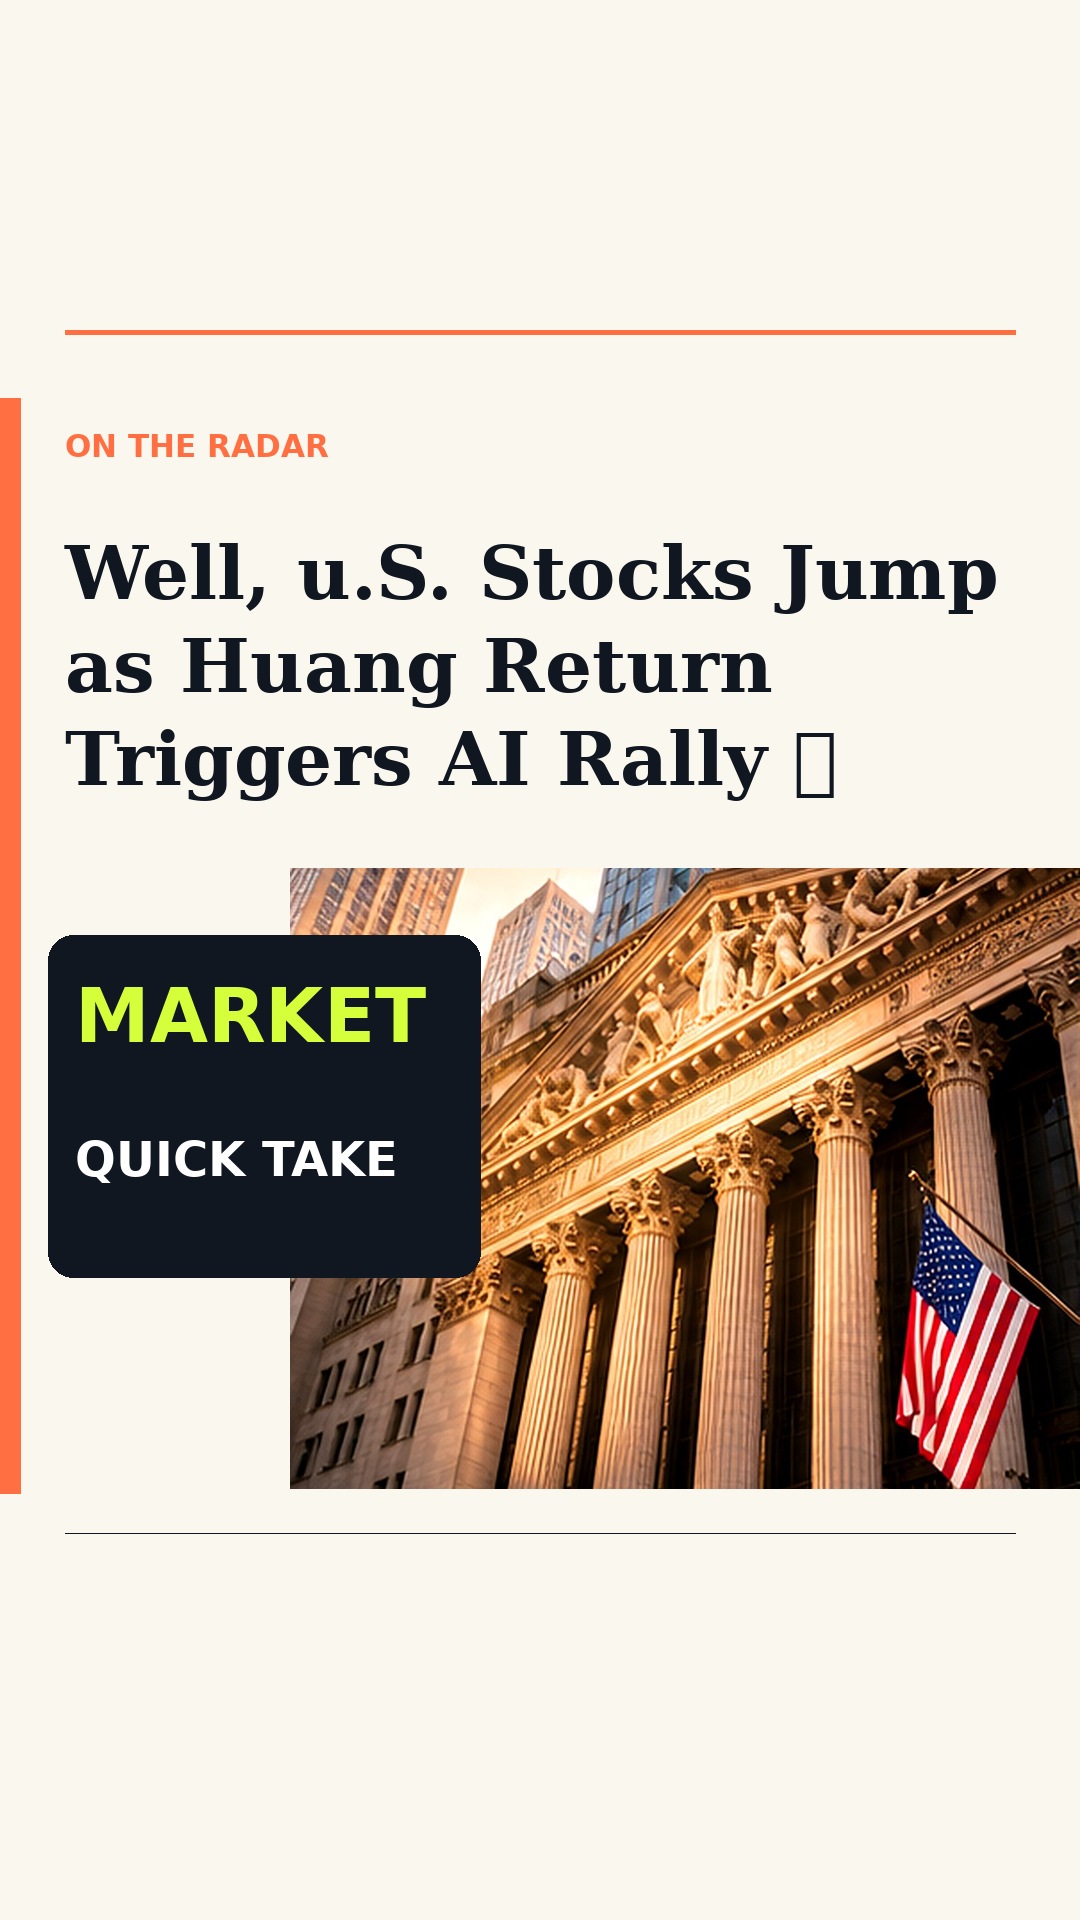 ON THE RADAR
Well, u.S. Stocks Jump
as Huang Return
Triggers AI Rally 
MARKET
QUICK TAKE